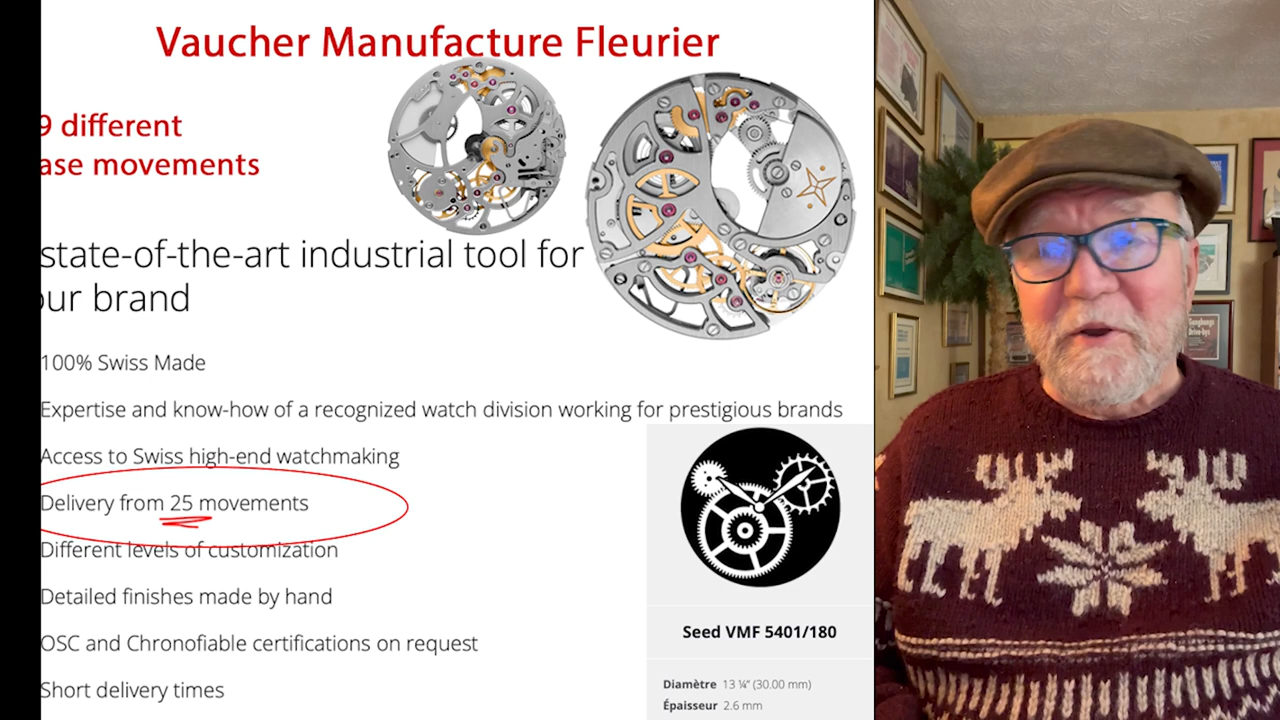 Vaucher Manufacture Fleurier
9 different
ase movements
state-of-the-art industrial tool for
our brand
100% Swiss Made
Expertise and know-how of a recognized watch division working for prestigious brands
Access to Swiss high-end watchmaking
Delivery from 25 movements
Different levels of customization
Detailed finishes made by hand
OSC and Chronofiable certifications on request
Short delivery times
Seed VMF 5401/180
Diamètre 13 ¼” (30.00 mm)
Épaisseur 2.6 mm
Drive-bys